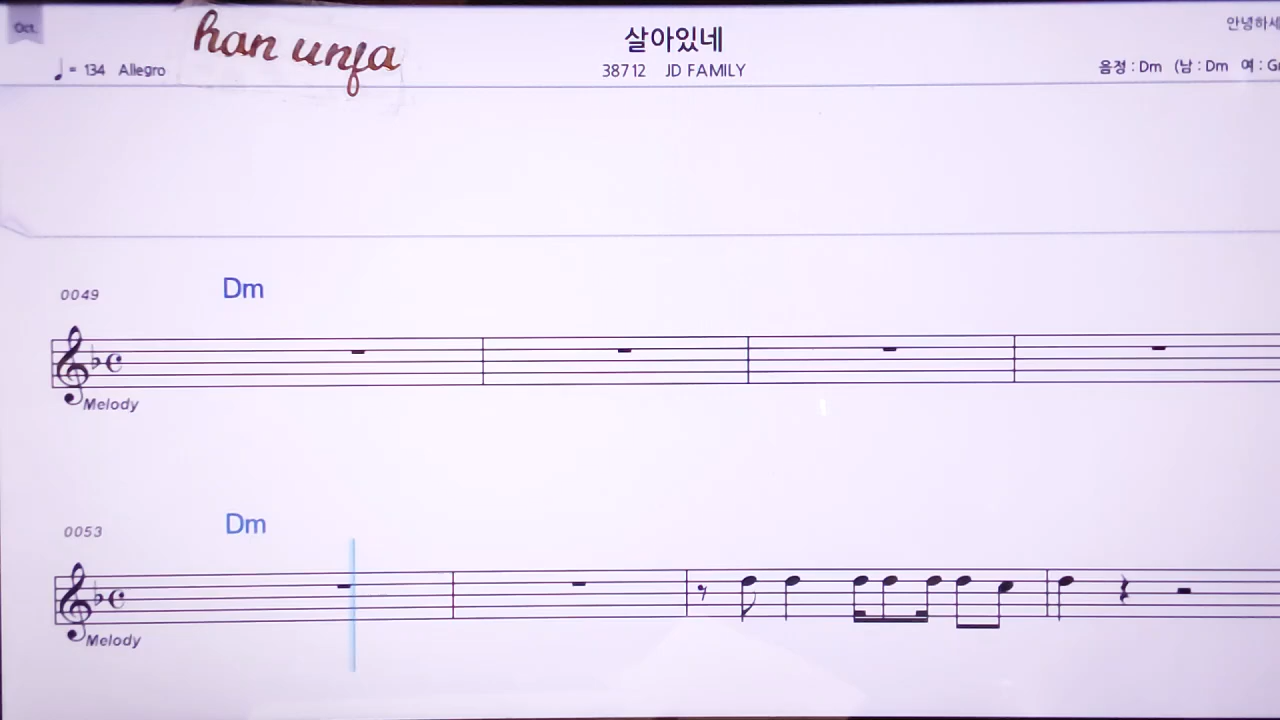 Oct.
han unfa
살아있네
안녕하세
♩ = 134 Allegro
38712 JD FAMILY
음정 : Dm (남 : Dm 여 : G
0049
Dm
Melody
0053
Dm
Melody